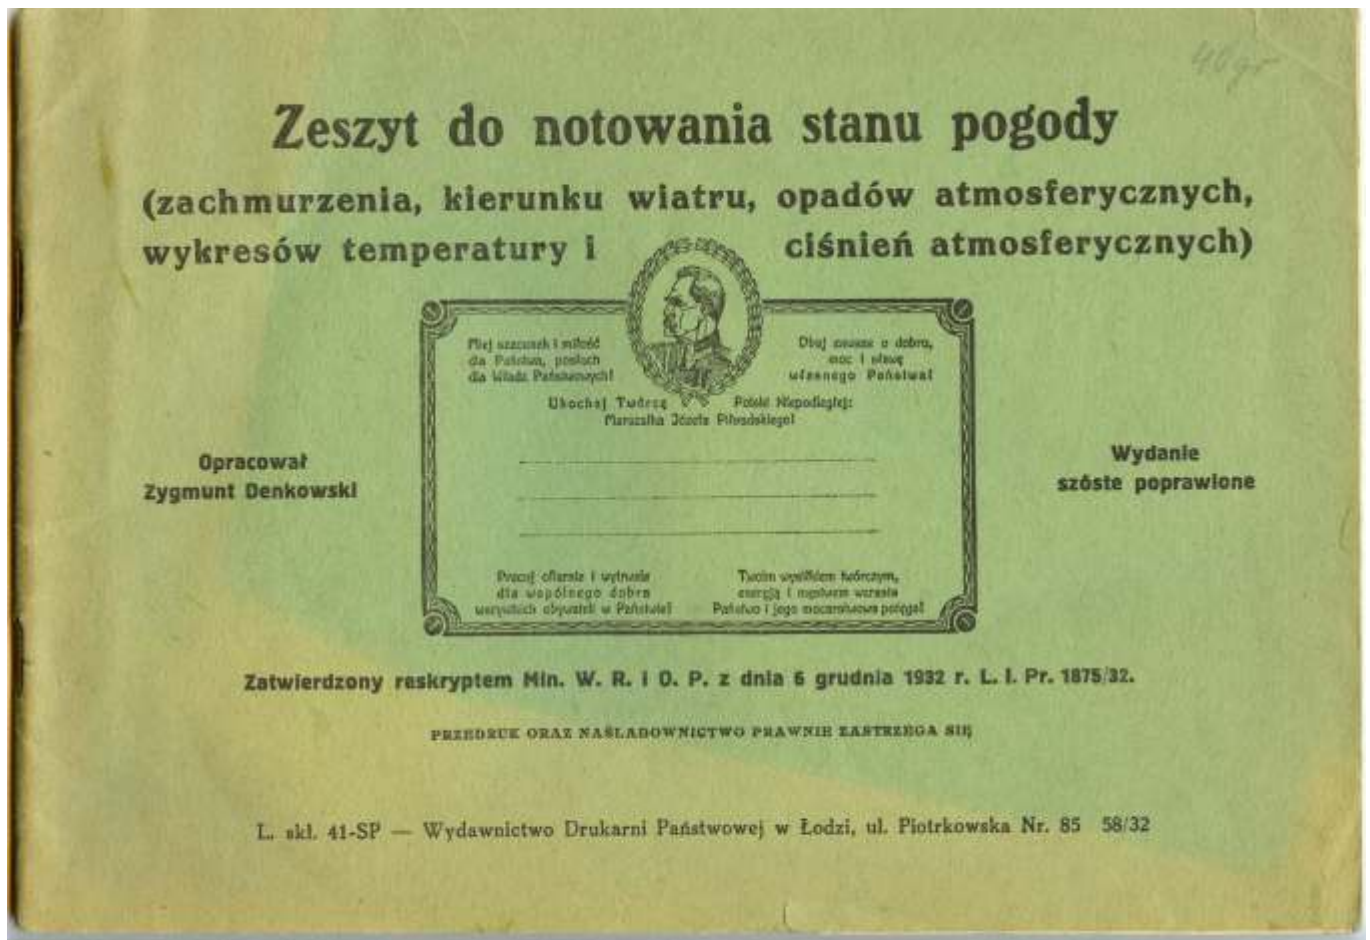 40 gr
Zeszyt do notowania stanu pogody
(zachmurzenia, kierunku wiatru, opadów atmosferycznych,
wykresów temperatury i ciśnień atmosferycznych)
Miej szacunek i miłość
dla Państwa, posłuch
dla Władz Państwowych!
Dbaj zawsze o dobro,
moc i sławę
własnego Państwa!
Ukochaj Twórcę Polski Niepodległej:
Marszałka Józefa Piłsudskiego!
Opracował
Zygmunt Denkowski
Wydanie
szóste poprawione
Pracuj ofiarnie i wytrwale
dla wspólnego dobra
wszystkich obywateli w Państwie!
Twoim wysiłkiem twórczym,
energją i męstwem wzrasta
Państwo i jego mocarstwowa potęga!
Zatwierdzony reskryptem Min. W. R. i O. P. z dnia 6 grudnia 1932 r. L. I. Pr. 1875/32.
PRZEDRUK ORAZ NAŚLADOWNICTWO PRAWNIE ZASTRZEGA SIĘ
L. skł. 41-SP — Wydawnictwo Drukarni Państwowej w Łodzi, ul. Piotrkowska Nr. 85 58/32